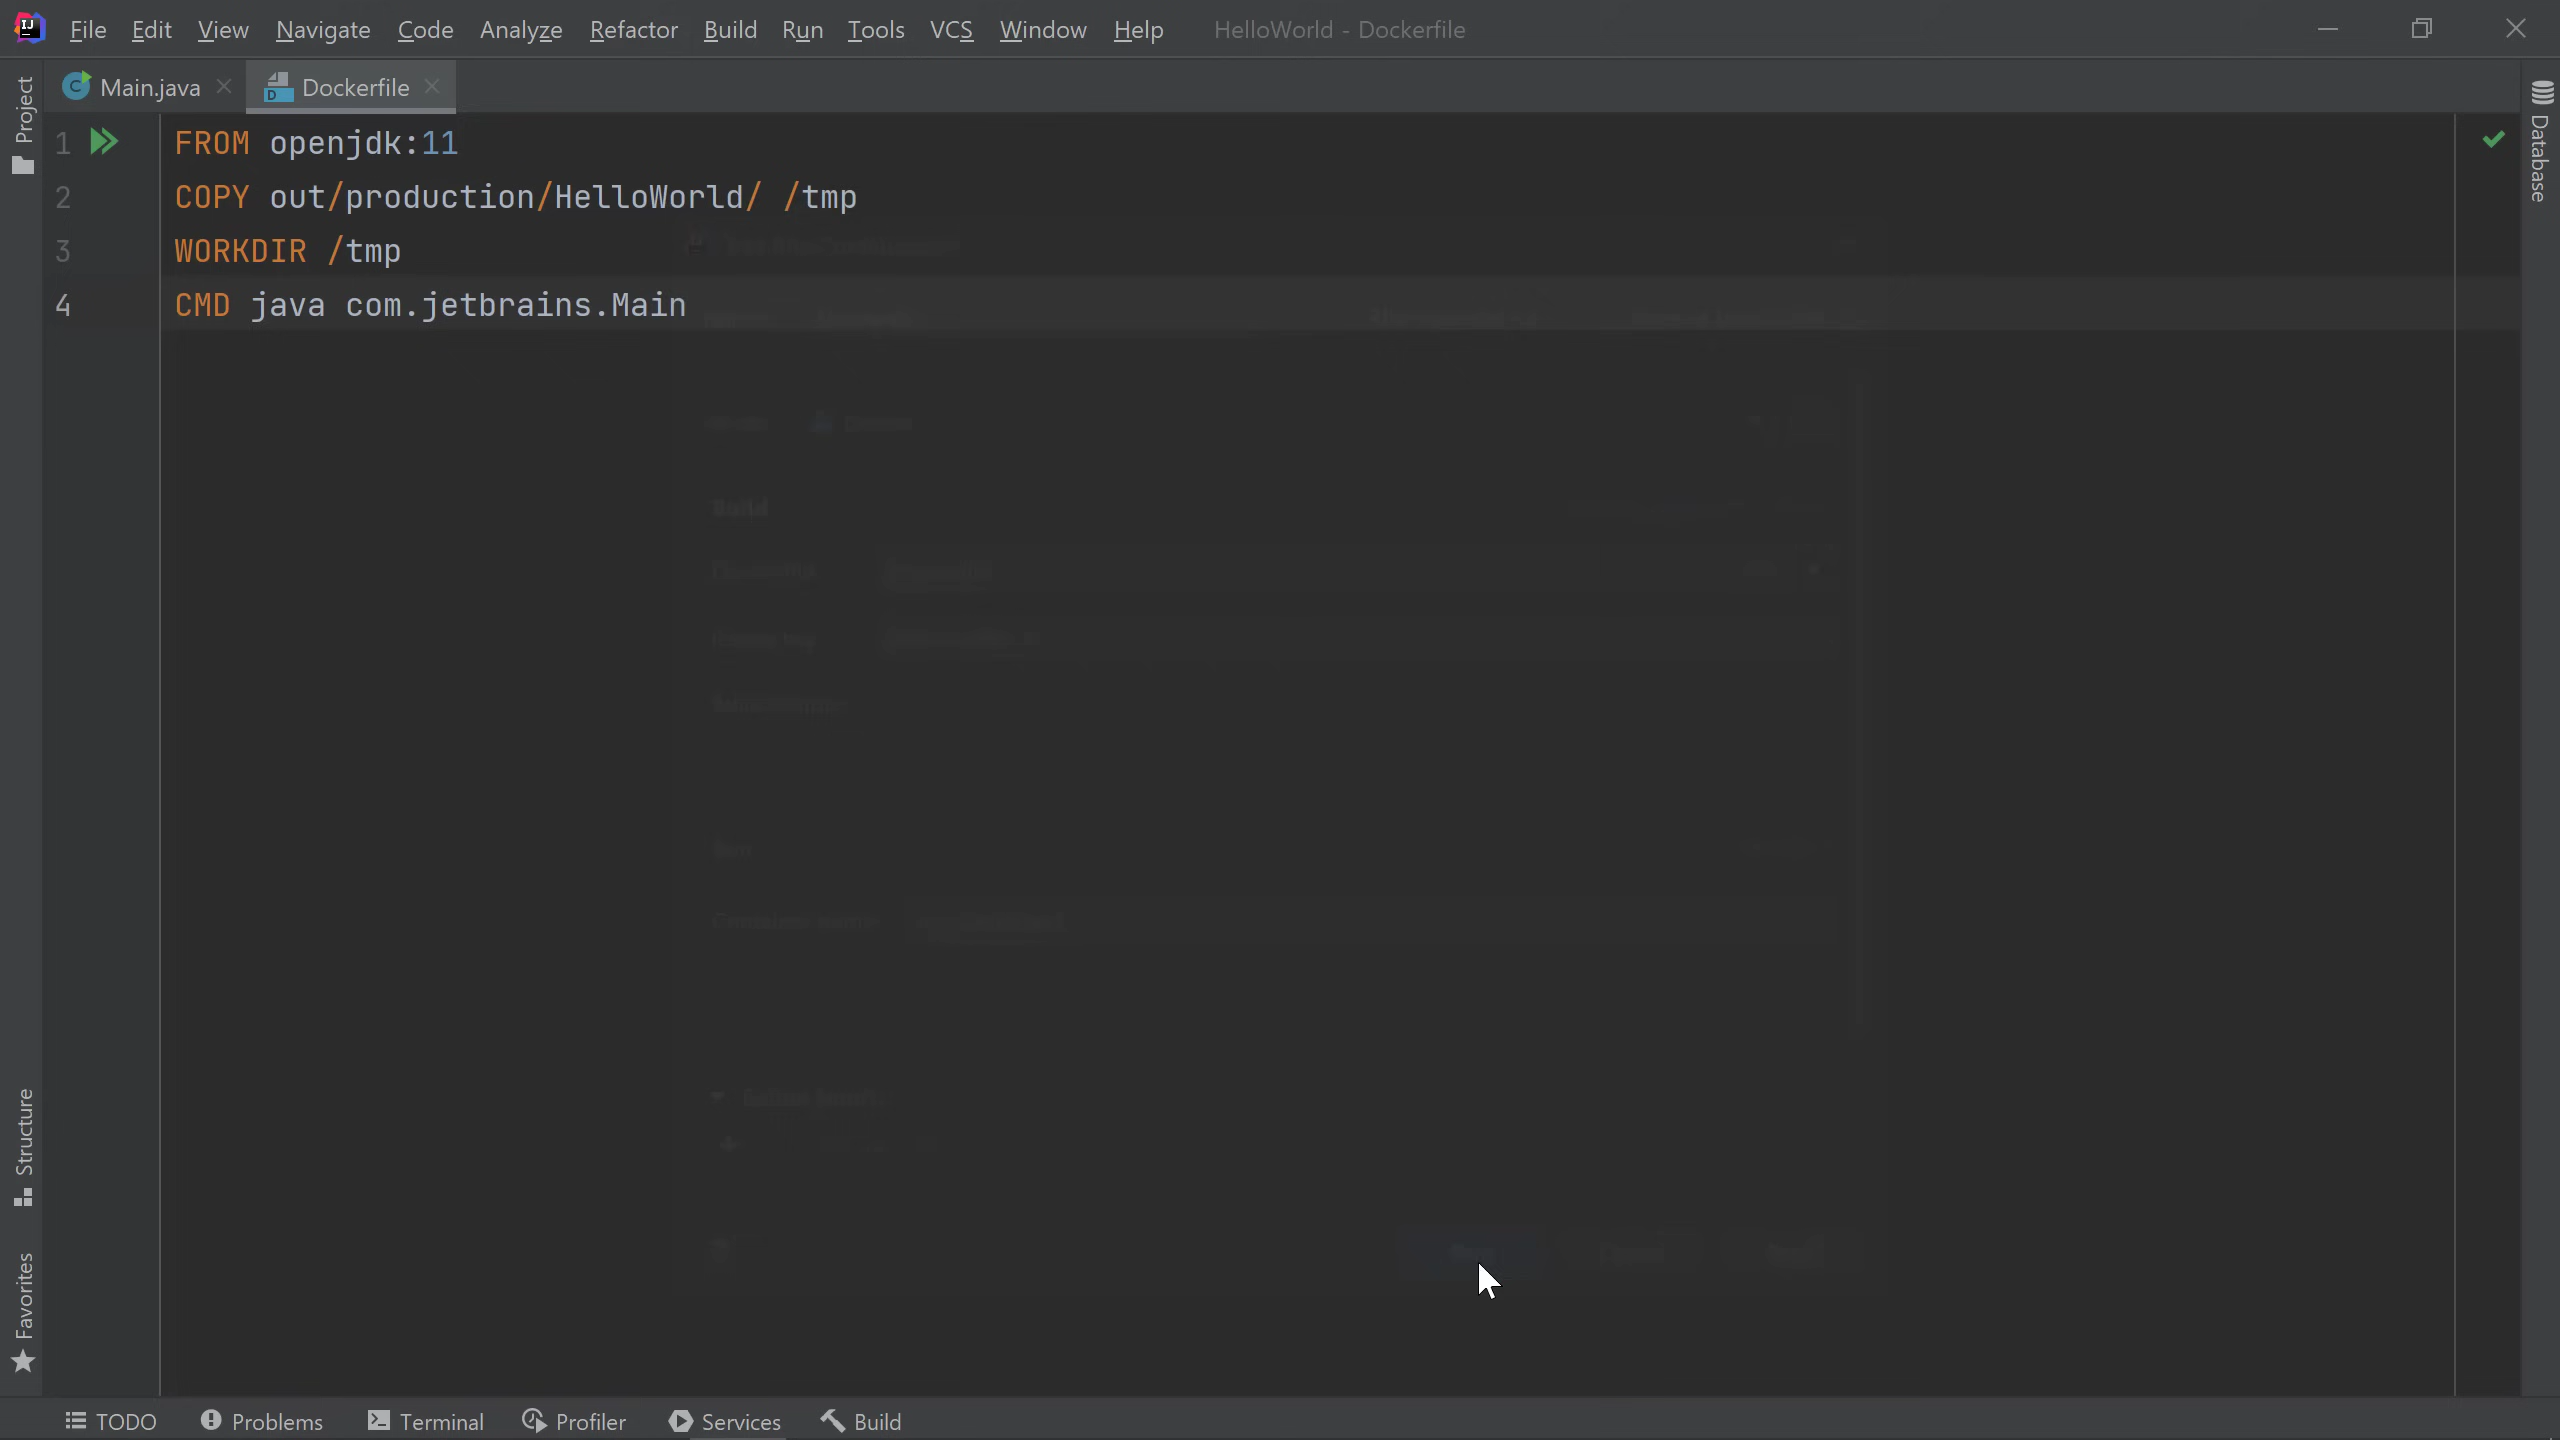 File Edit View Navigate Code Analyze Refactor Build Run Tools VCS Window Help HelloWorld - Dockerfile
Main.java Dockerfile
Project
Database
1 FROM openjdk:11
2 COPY out/production/HelloWorld/ /tmp
3 WORKDIR /tmp
4 CMD java com.jetbrains.Main
Build
Structure
Favorites
TODO Problems Terminal Profiler Services Build